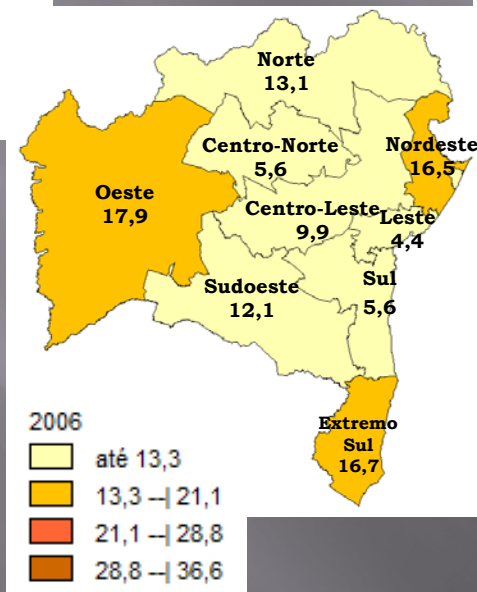 Norte
13,1
Centro-Norte
5,6
Nordeste
16,5
Oeste
17,9
Centro-Leste
9,9
Leste
4,4
Sudoeste
12,1
Sul
5,6
Extremo
Sul
16,7
2006
até 13,3
13,3 --| 21,1
21,1 --| 28,8
28,8 --| 36,6